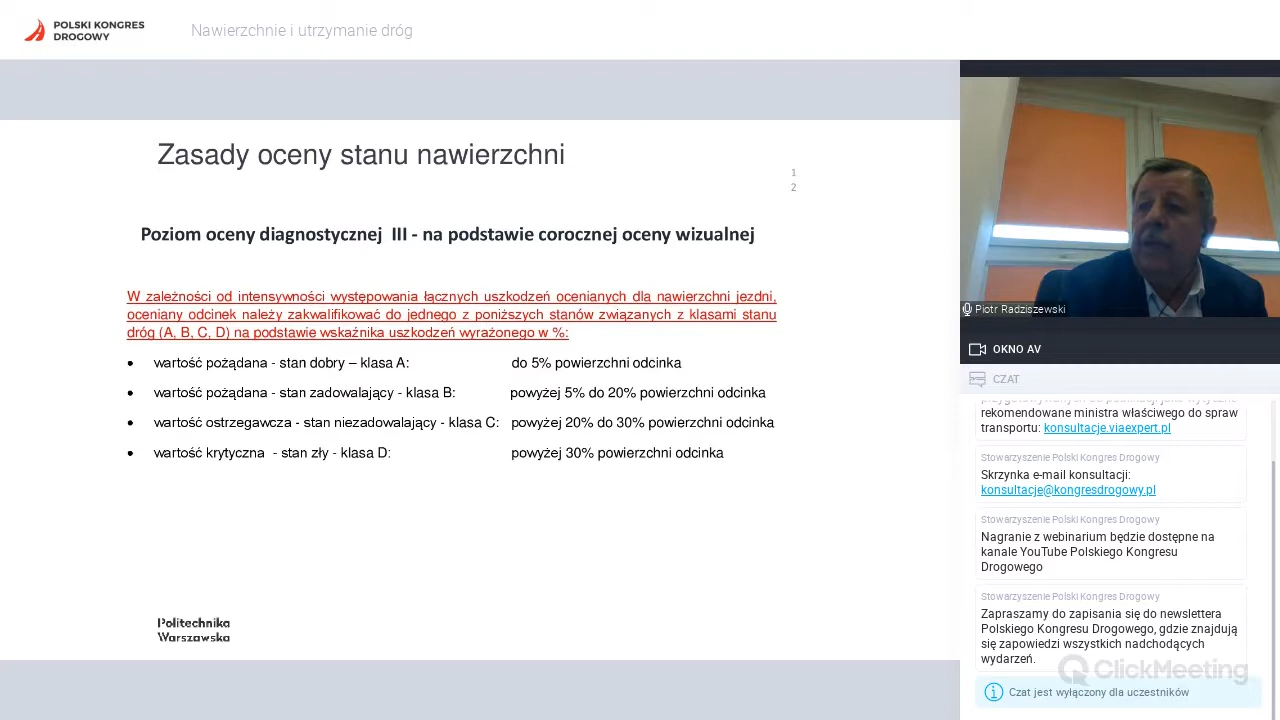 POLSKI KONGRES
DROGOWY
Nawierzchnie i utrzymanie dróg
Zasady oceny stanu nawierzchni
1
2
Poziom oceny diagnostycznej III - na podstawie corocznej oceny wizualnej
W zależności od intensywności występowania łącznych uszkodzeń ocenianych dla nawierzchni jezdni,
oceniany odcinek należy zakwalifikować do jednego z poniższych stanów związanych z klasami stanu
dróg (A, B, C, D) na podstawie wskaźnika uszkodzeń wyrażonego w %:
• wartość pożądana - stan dobry – klasa A: do 5% powierzchni odcinka
• wartość pożądana - stan zadowalający - klasa B: powyżej 5% do 20% powierzchni odcinka
• wartość ostrzegawcza - stan niezadowalający - klasa C: powyżej 20% do 30% powierzchni odcinka
• wartość krytyczna - stan zły - klasa D: powyżej 30% powierzchni odcinka
Politechnika
Warszawska
Piotr Radziszewski
OKNO AV
CZAT
rekomendowane ministra właściwego do spraw
transportu: konsultacje.viaexpert.pl
Stowarzyszenie Polski Kongres Drogowy
Skrzynka e-mail konsultacji:
konsultacje@kongresdrogowy.pl
Stowarzyszenie Polski Kongres Drogowy
Nagranie z webinarium będzie dostępne na
kanale YouTube Polskiego Kongresu
Drogowego
Stowarzyszenie Polski Kongres Drogowy
Zapraszamy do zapisania się do newslettera
Polskiego Kongresu Drogowego, gdzie znajdują
się zapowiedzi wszystkich nadchodzących
wydarzeń.
ClickMeeting
Czat jest wyłączony dla uczestników